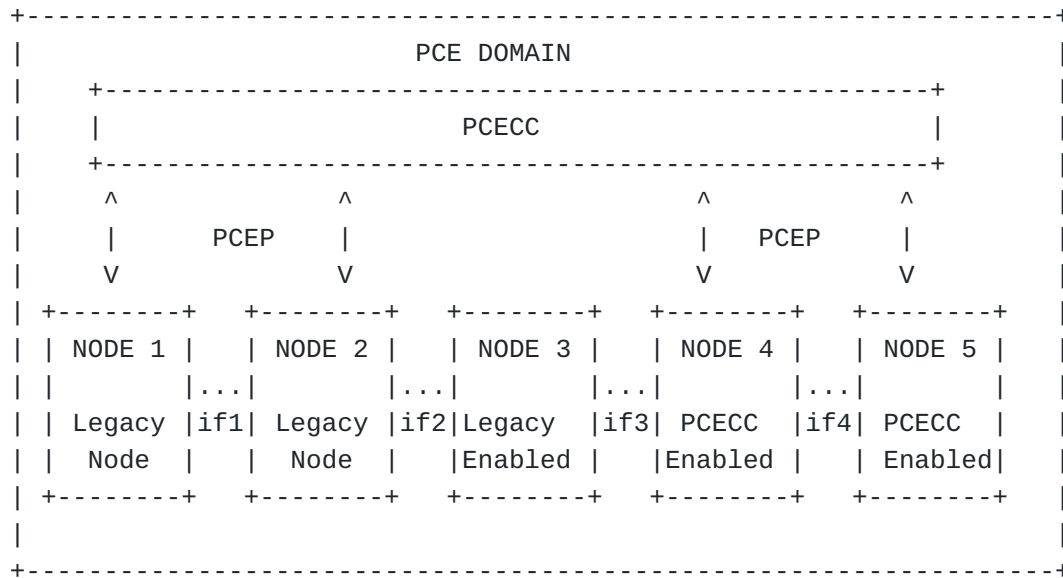 +------------------------------------------------------------------+
|                         PCE DOMAIN                               |
|    +-----------------------------------------------------+       |
|    |                       PCECC                         |       |
|    +-----------------------------------------------------+       |
|     ^              ^                      ^            ^         |
|     |      PCEP    |                      |   PCEP     |         |
|     V              V                      V            V         |
| +--------+   +--------+   +--------+   +--------+   +--------+   |
| | NODE 1 |   | NODE 2 |   | NODE 3 |   | NODE 4 |   | NODE 5 |   |
| |        |...|        |...|        |...|        |...|        |   |
| | Legacy |if1| Legacy |if2|Legacy  |if3| PCECC  |if4| PCECC  |   |
| |  Node  |   |  Node  |   |Enabled |   |Enabled |   | Enabled|   |
| +--------+   +--------+   +--------+   +--------+   +--------+   |
|                                                                  |
+------------------------------------------------------------------+